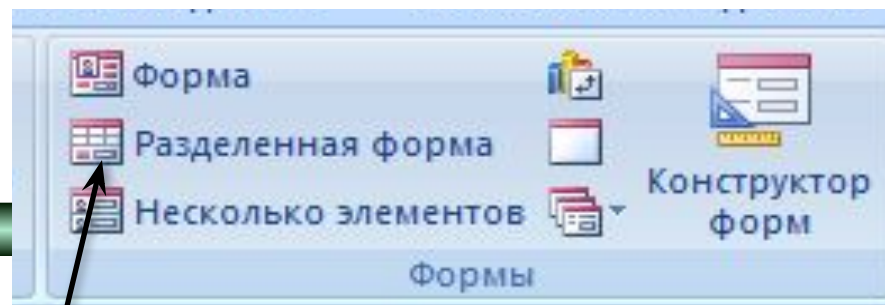 Форма
Разделенная форма
Несколько элементов
Конструктор
форм
Формы